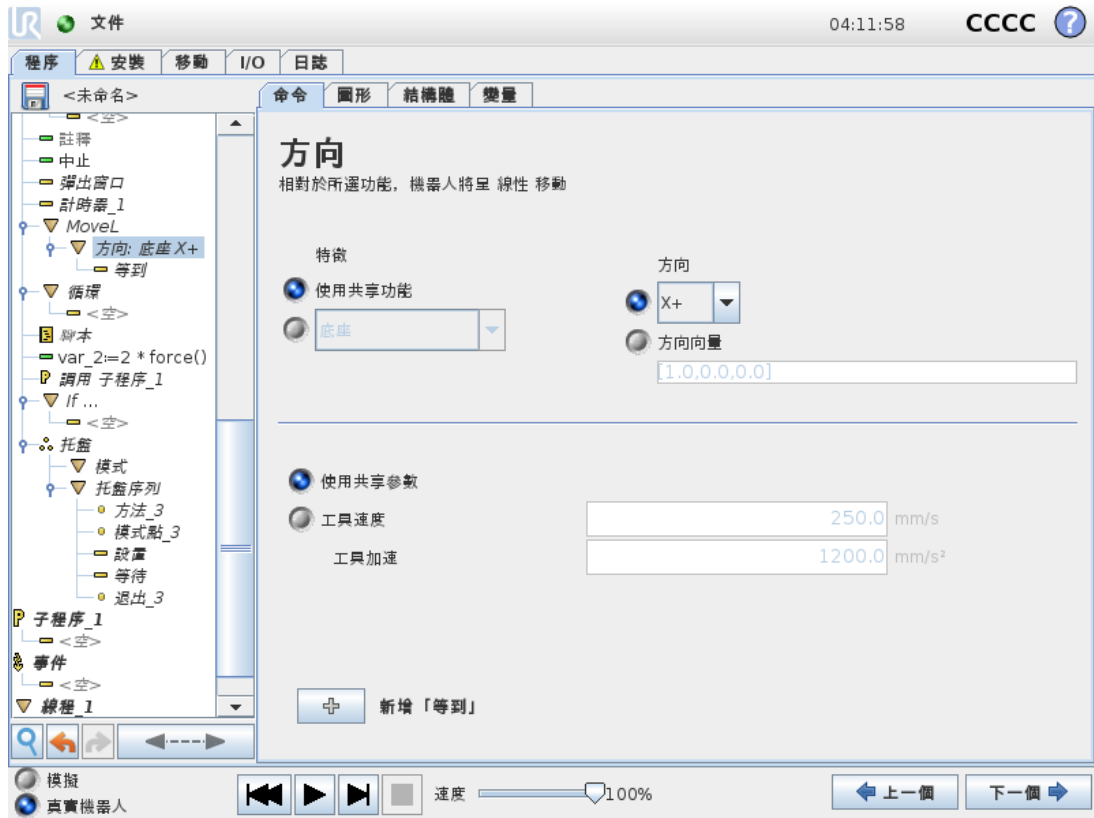 UR 文件 04:11:58 CCCC ?
程序 安裝 移動 I/O 日誌
<未命名> 命令 圖形 結構體 變量
<空>
註釋
中止
彈出窗口
計時器_1
MoveL
方向: 底座 X+
等到
循環
<空>
腳本
var_2:=2 * force()
調用 子程序_1
If ...
<空>
托盤
模式
托盤序列
方法_3
模式點_3
設置
等待
退出_3
子程序_1
<空>
事件
<空>
線程_1
方向
相對於所選功能，機器人將呈 線性 移動
特徵
使用共享功能
底座
方向
X+
方向向量
[1.0,0.0,0.0]
使用共享參數
工具速度 250.0 mm/s
工具加速 1200.0 mm/s²
新增「等到」
模擬
真實機器人
速度 100%
上一個 下一個